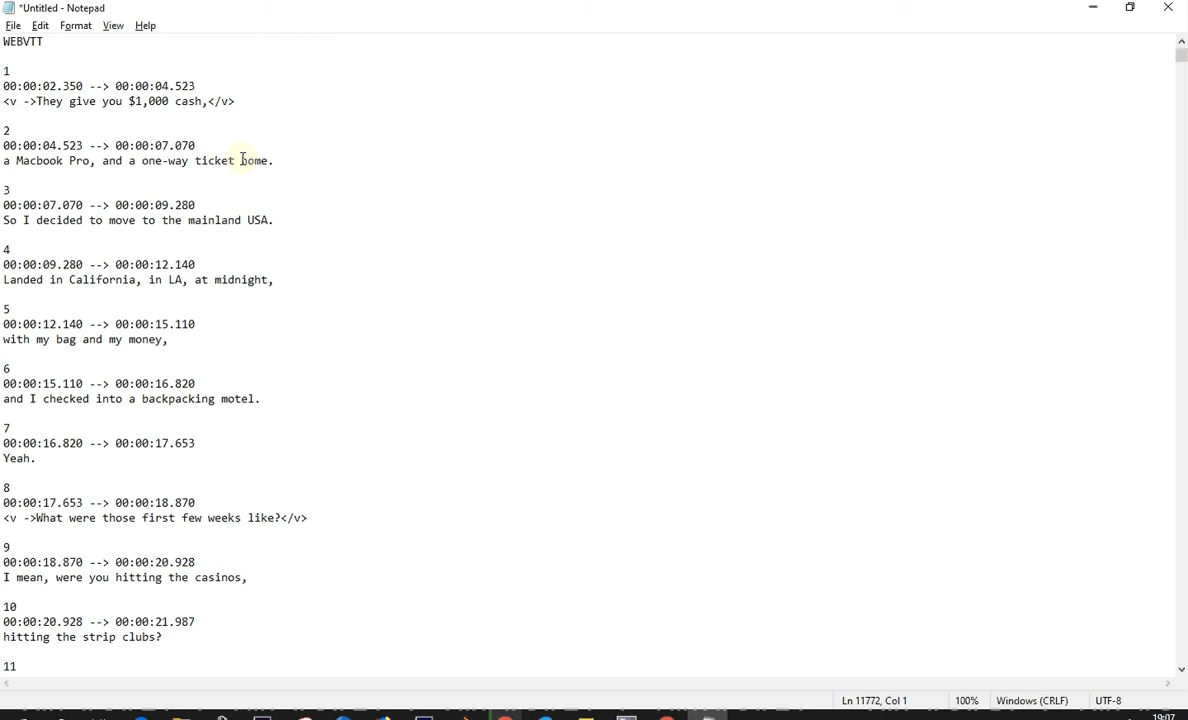 *Untitled - Notepad
File Edit Format View Help
WEBVTT
1
00:00:02.350 --> 00:00:04.523
<v ->They give you $1,000 cash,</v>
2
00:00:04.523 --> 00:00:07.070
a Macbook Pro, and a one-way ticket home.
3
00:00:07.070 --> 00:00:09.280
So I decided to move to the mainland USA.
4
00:00:09.280 --> 00:00:12.140
Landed in California, in LA, at midnight,
5
00:00:12.140 --> 00:00:15.110
with my bag and my money,
6
00:00:15.110 --> 00:00:16.820
and I checked into a backpacking motel.
7
00:00:16.820 --> 00:00:17.653
Yeah.
8
00:00:17.653 --> 00:00:18.870
<v ->What were those first few weeks like?</v>
9
00:00:18.870 --> 00:00:20.928
I mean, were you hitting the casinos,
10
00:00:20.928 --> 00:00:21.987
hitting the strip clubs?
11
Ln 11772, Col 1 100% Windows (CRLF) UTF-8
19:07